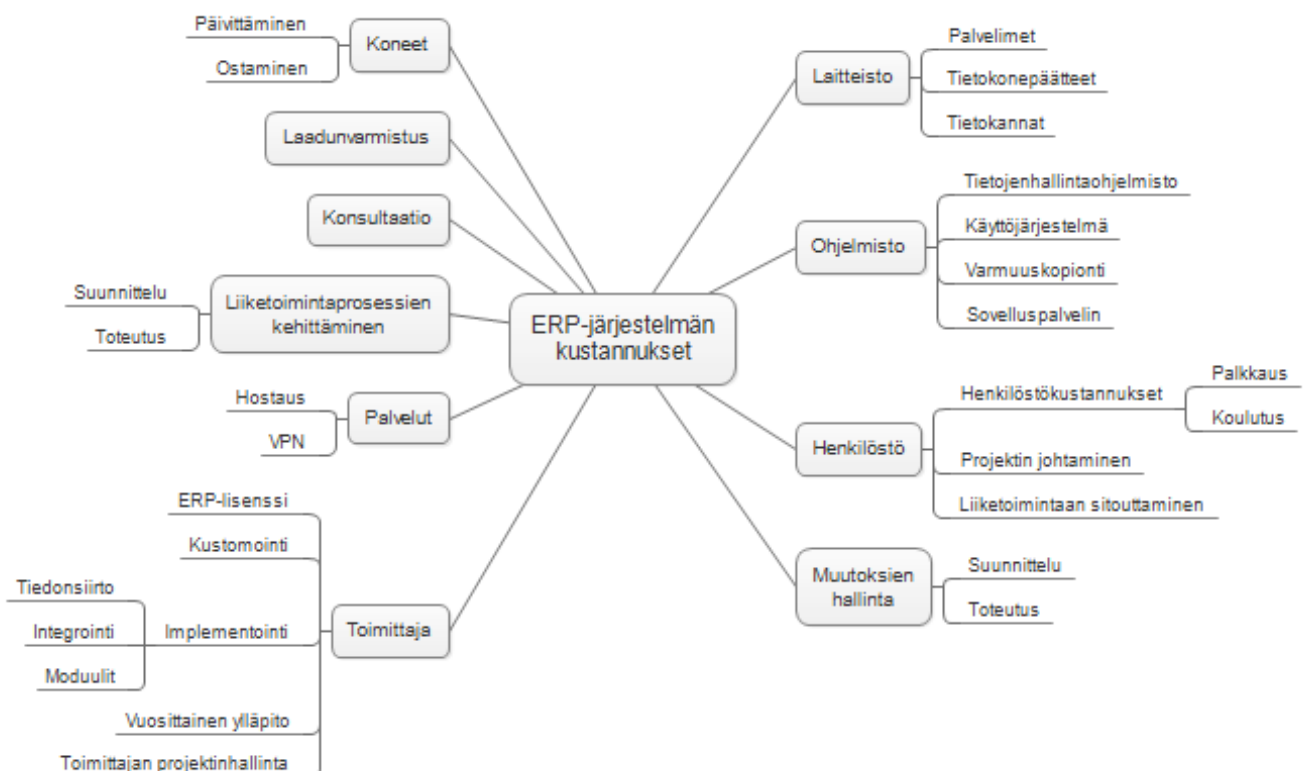 Päivittäminen
Ostaminen
Koneet
Laadunvarmistus
Konsultaatio
Suunnittelu
Toteutus
Liiketoimintaprosessien
kehittäminen
Hostaus
VPN
Palvelut
ERP-lisenssi
Kustomointi
Tiedonsiirto
Integrointi
Moduulit
Implementointi
Vuosittainen ylläpito
Toimittajan projektinhallinta
Toimittaja
ERP-järjestelmän
kustannukset
Laitteisto
Palvelimet
Tietokonepäätteet
Tietokannat
Ohjelmisto
Tietojenhallintaohjelmisto
Käyttöjärjestelmä
Varmuuskopionti
Sovelluspalvelin
Henkilöstö
Henkilöstökustannukset
Palkkaus
Koulutus
Projektin johtaminen
Liiketoimintaan sitouttaminen
Muutoksien
hallinta
Suunnittelu
Toteutus